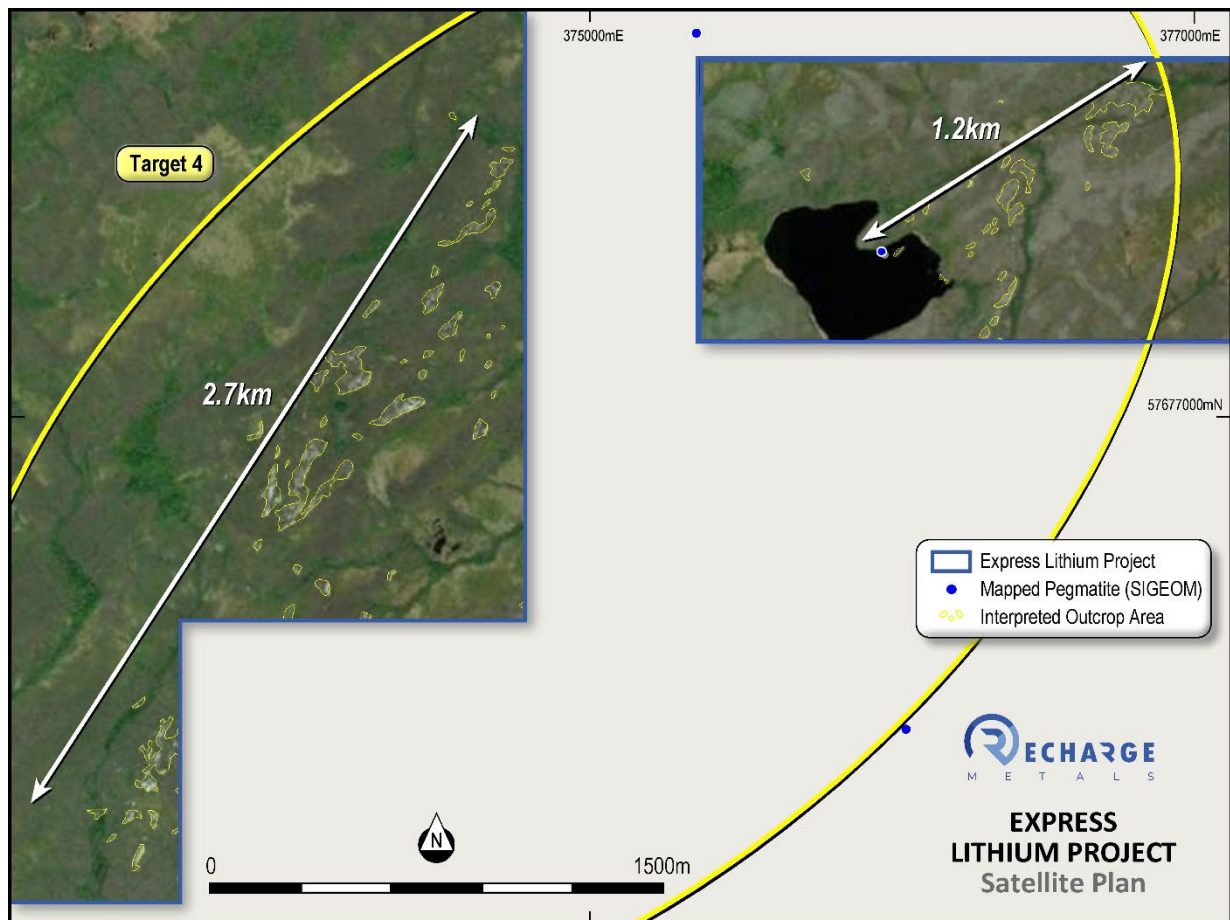 375000mE
377000mE
Target 4
1.2km
2.7km
57677000mN
Express Lithium Project
Mapped Pegmatite (SIGEOM)
Interpreted Outcrop Area
N
0
1500m
RECHARGE
METALS
EXPRESS
LITHIUM PROJECT
Satellite Plan